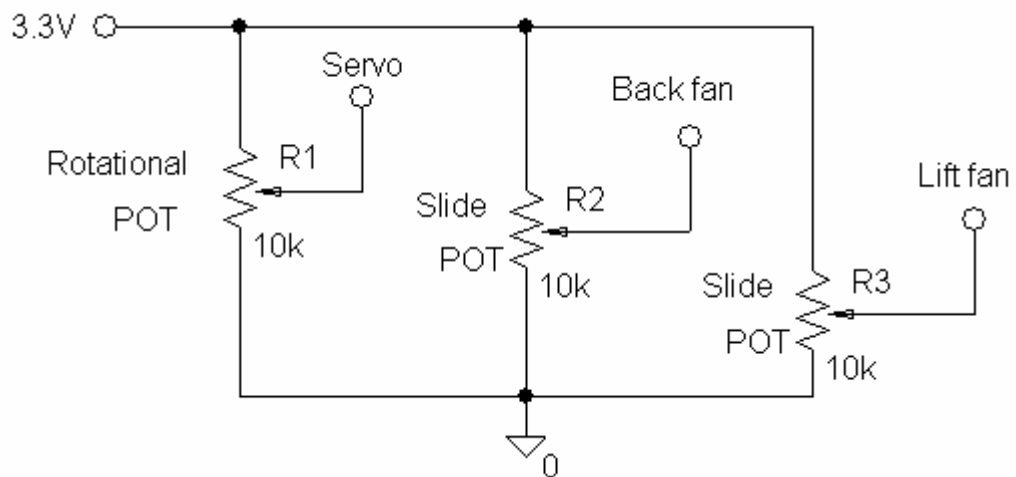 3.3V
Servo
Back fan
Lift fan
Rotational
POT
R1
10k
Slide
POT
R2
10k
Slide
POT
R3
10k
0